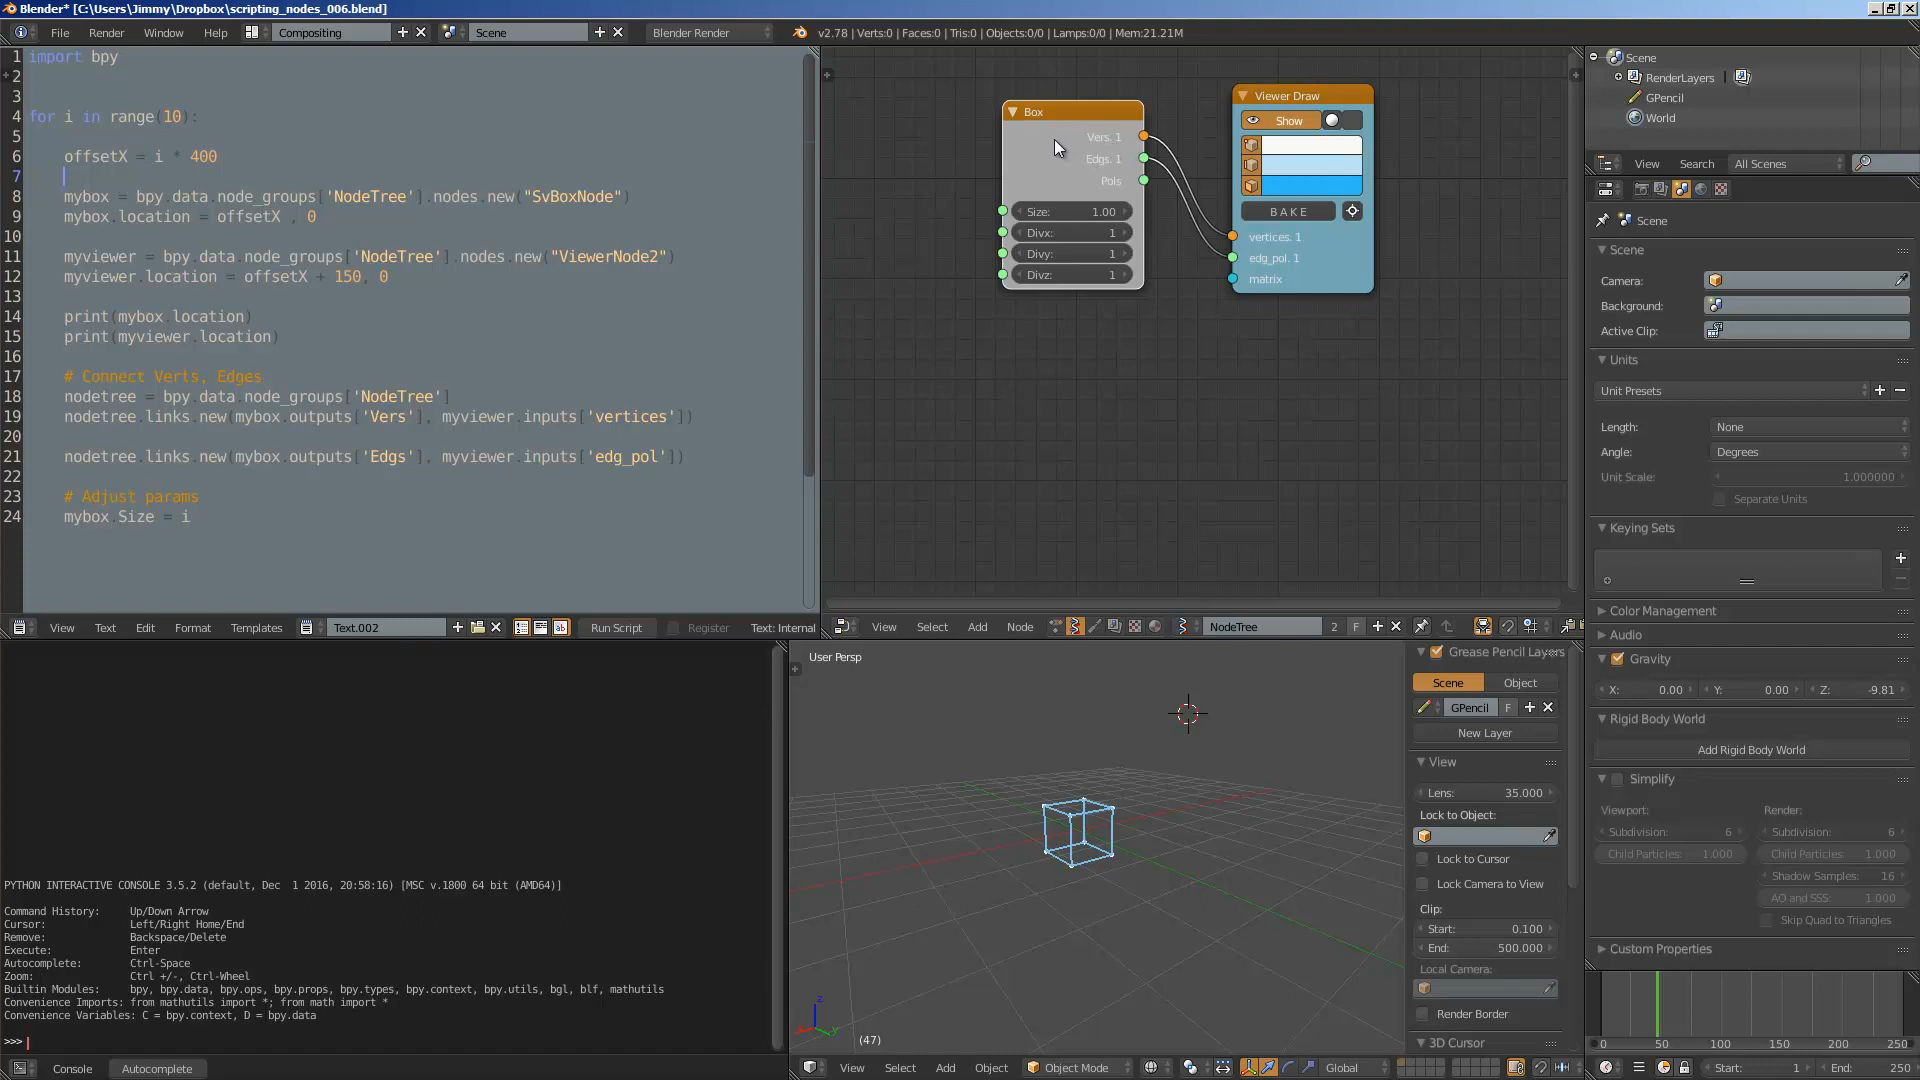 Blender* [C:\Users\Jimmy\Dropbox\scripting_nodes_006.blend]
File Render Window Help Compositing Scene Blender Render v2.78 | Verts:0 | Faces:0 | Tris:0 | Objects:0/0 | Lamps:0/0 | Mem:21.21M
1 import bpy
2
3
4 for i in range(10):
5
6 offsetX = i * 400
7
8 mybox = bpy.data.node_groups['NodeTree'].nodes.new("SvBoxNode")
9 mybox.location = offsetX , 0
10
11 myviewer = bpy.data.node_groups['NodeTree'].nodes.new("ViewerNode2")
12 myviewer.location = offsetX + 150, 0
13
14 print(mybox.location)
15 print(myviewer.location)
16
17 # Connect Verts, Edges
18 nodetree = bpy.data.node_groups['NodeTree']
19 nodetree.links.new(mybox.outputs['Vers'], myviewer.inputs['vertices'])
20
21 nodetree.links.new(mybox.outputs['Edgs'], myviewer.inputs['edg_pol'])
22
23 # Adjust params
24 mybox.Size = i
View Text Edit Format Templates Text.002 Run Script Register Text: Internal
Box
Vers. 1
Edgs. 1
Pols
Size: 1.00
Divx: 1
Divy: 1
Divz: 1
Viewer Draw
Show
BAKE
vertices. 1
edg_pol. 1
matrix
View Select Add Node NodeTree 2 F
PYTHON INTERACTIVE CONSOLE 3.5.2 (default, Dec  1 2016, 20:58:16) [MSC v.1800 64 bit (AMD64)]
Command History: Up/Down Arrow
Cursor: Left/Right Home/End
Remove: Backspace/Delete
Execute: Enter
Autocomplete: Ctrl-Space
Zoom: Ctrl +/-, Ctrl-Wheel
Builtin Modules: bpy, bpy.data, bpy.ops, bpy.props, bpy.types, bpy.context, bpy.utils, bgl, blf, mathutils
Convenience Imports: from mathutils import *; from math import *
Convenience Variables: C = bpy.context, D = bpy.data
>>>
Console Autocomplete
User Persp
z
y
(47)
View Select Add Object Object Mode Global
Grease Pencil Layers
Scene Object
GPencil F
New Layer
View
Lens: 35.000
Lock to Object:
Lock to Cursor
Lock Camera to View
Clip:
Start: 0.100
End: 500.000
Local Camera:
Render Border
3D Cursor
Scene
RenderLayers
GPencil
World
View Search All Scenes
Scene
Scene
Camera:
Background:
Active Clip:
Units
Unit Presets
Length: None
Angle: Degrees
Unit Scale: 1.000000
Separate Units
Keying Sets
Color Management
Audio
Gravity
X: 0.00 Y: 0.00 Z: -9.81
Rigid Body World
Add Rigid Body World
Simplify
Viewport: Render:
Subdivision: 6 Subdivision: 6
Child Particles: 1.000 Child Particles: 1.000
Shadow Samples: 16
AO and SSS: 1.000
Skip Quad to Triangles
Custom Properties
0 50 100 150 200 250
Start: 1 End: 250